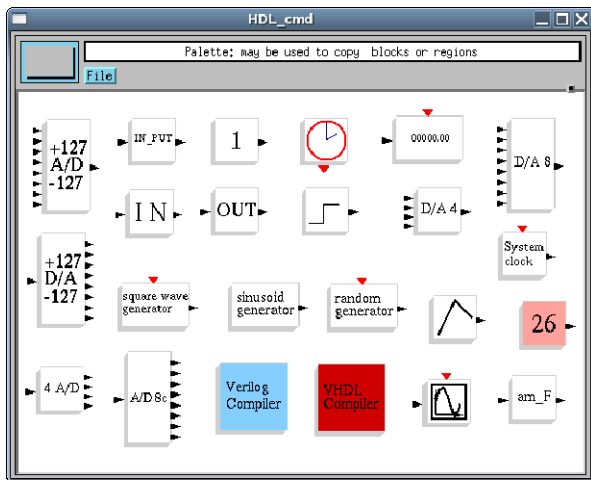 HDL_cmd
Palette: may be used to copy blocks or regions
File
+127
A/D
-127
IN_PUT
1
00000.00
D/A 8
I N
OUT
D/A 4
+127
D/A
-127
System
clock
square wave
generator
sinusoid
generator
random
generator
26
4 A/D
A/D 8c
Verilog
Compiler
VHDL
Compiler
am_F